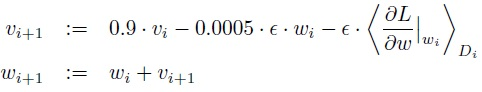 v_{i+1} := 0.9 · v_i − 0.0005 · ϵ · w_i − ϵ · ⟨ ∂L/∂w |_{w_i} ⟩_{D_i}
w_{i+1} := w_i + v_{i+1}